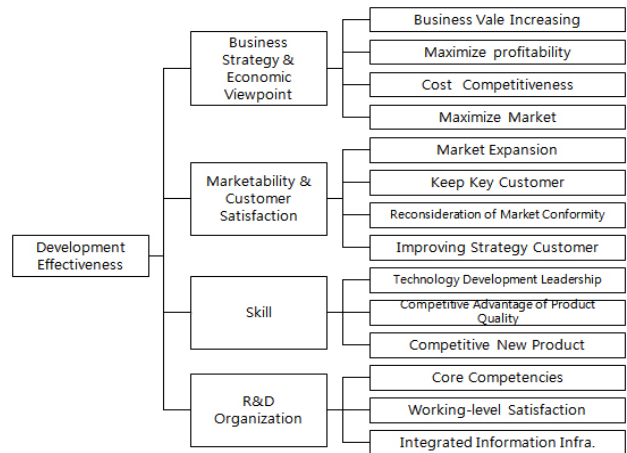 Development
Effectiveness
Business
Strategy &
Economic
Viewpoint
Business Vale Increasing
Maximize profitability
Cost Competitiveness
Maximize Market
Marketability &
Customer
Satisfaction
Market Expansion
Keep Key Customer
Reconsideration of Market Conformity
Improving Strategy Customer
Skill
Technology Development Leadership
Competitive Advantage of Product
Quality
Competitive New Product
R&D
Organization
Core Competencies
Working-level Satisfaction
Integrated Information Infra.